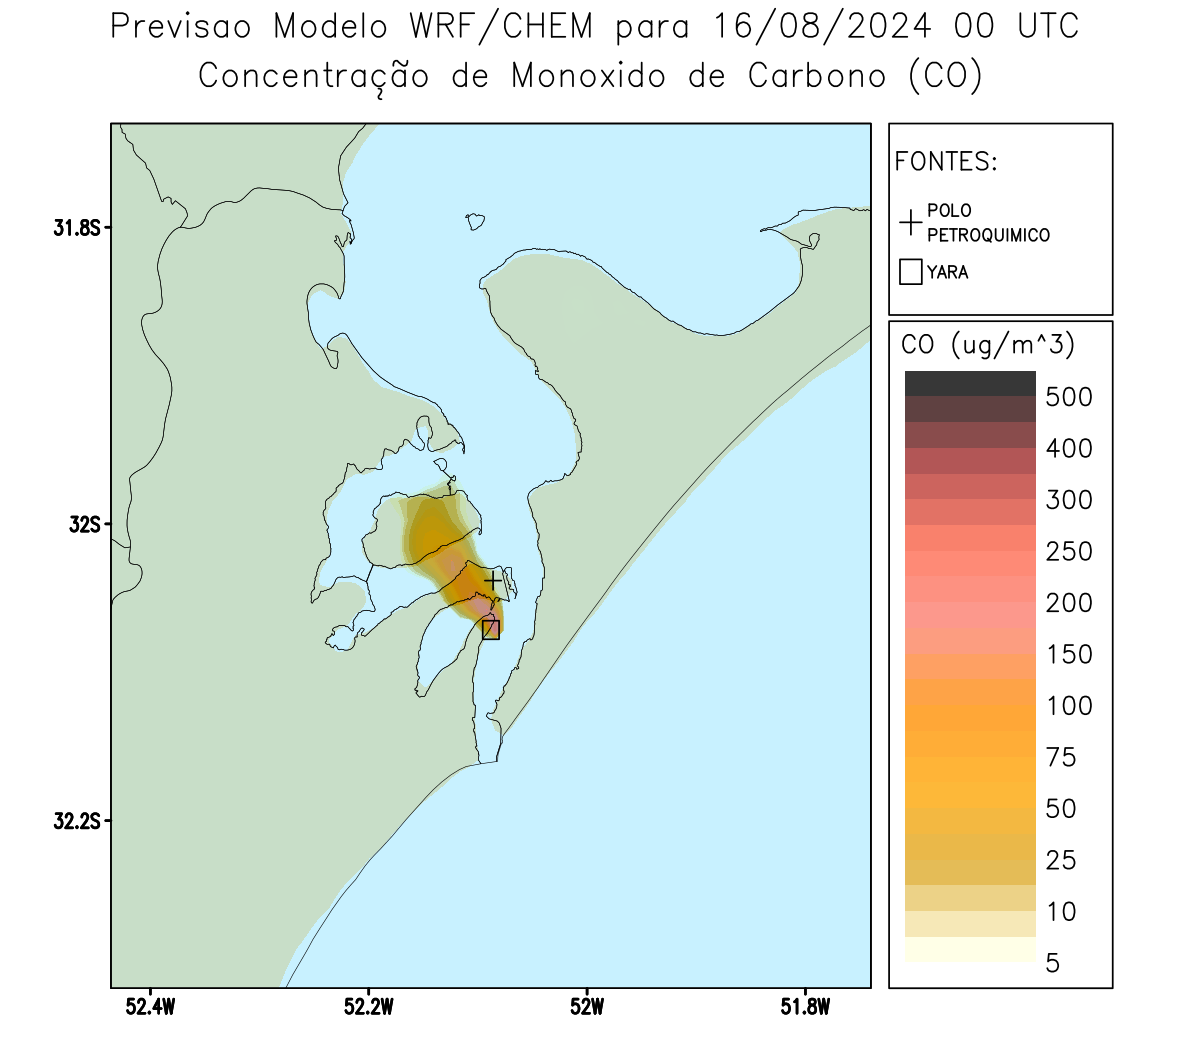 Previsao Modelo WRF/CHEM para 16/08/2024 00 UTC
Concentração de Monoxido de Carbono (CO)
FONTES:
POLO
PETROQUIMICO
YARA
CO (ug/m^3)
500
400
300
250
200
150
100
75
50
25
10
5
31.8S
32S
32.2S
52.4W
52.2W
52W
51.8W